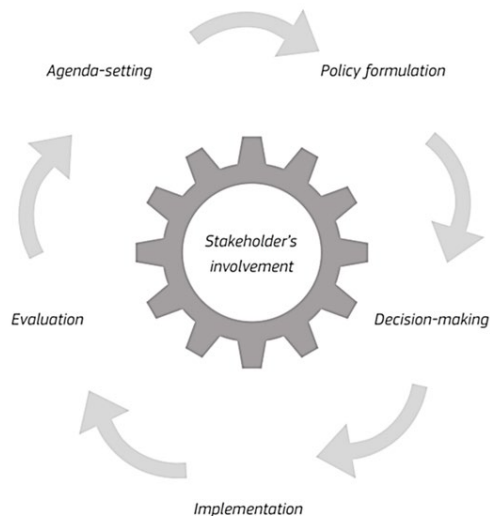 Agenda-setting
Policy formulation
Stakeholder's
involvement
Evaluation
Decision-making
Implementation